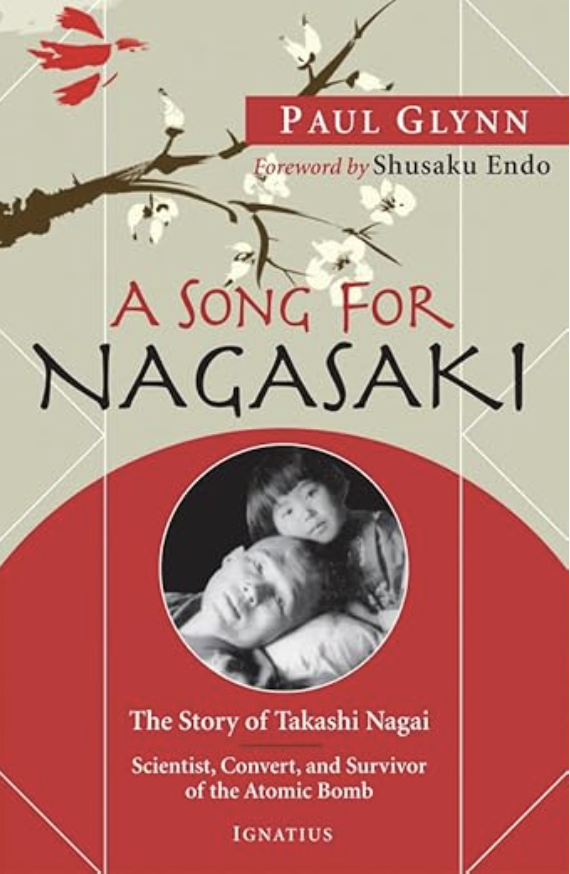 PAUL GLYNN
Foreword by Shusaku Endo
A SONG FOR
NAGASAKI
The Story of Takashi Nagai
Scientist, Convert, and Survivor
of the Atomic Bomb
IGNATIUS